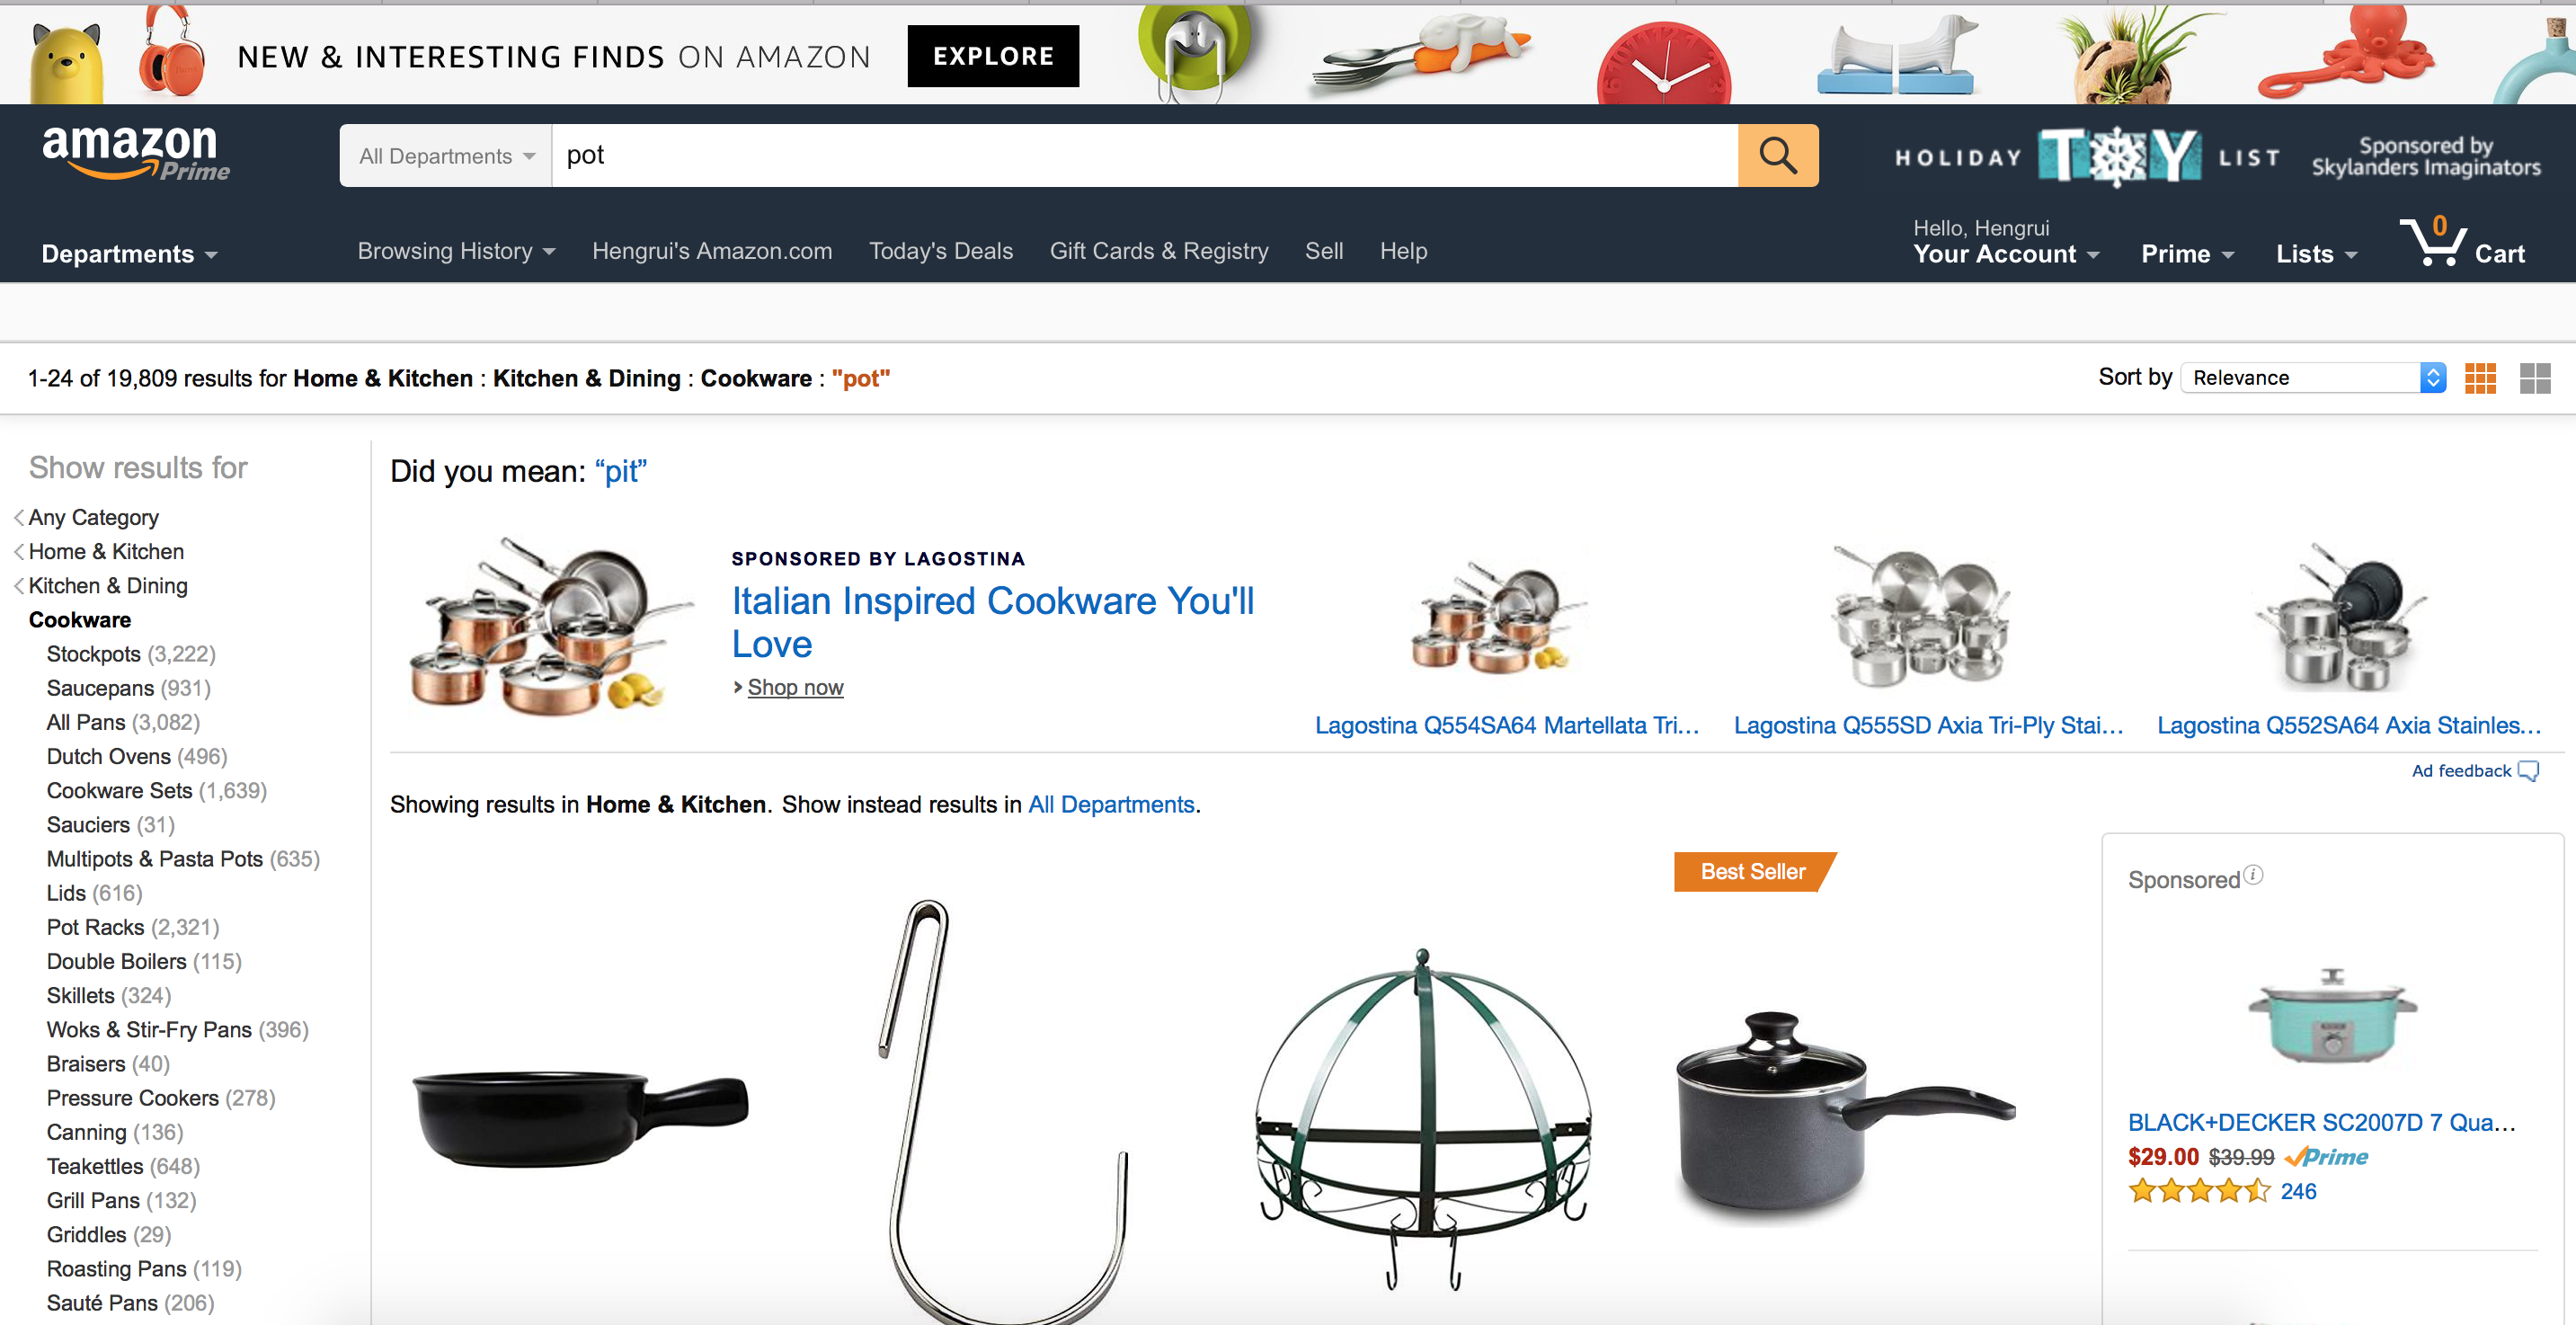 NEW & INTERESTING FINDS ON AMAZON EXPLORE
amazon Prime
All Departments pot
HOLIDAY TOY LIST
Sponsored by
Skylanders Imaginators
Departments
Browsing History Hengrui's Amazon.com Today's Deals Gift Cards & Registry Sell Help
Hello, Hengrui
Your Account Prime Lists 0 Cart
1-24 of 19,809 results for Home & Kitchen : Kitchen & Dining : Cookware : "pot"
Sort by Relevance
Show results for
Any Category
Home & Kitchen
Kitchen & Dining
Cookware
Stockpots (3,222)
Saucepans (931)
All Pans (3,082)
Dutch Ovens (496)
Cookware Sets (1,639)
Sauciers (31)
Multipots & Pasta Pots (635)
Lids (616)
Pot Racks (2,321)
Double Boilers (115)
Skillets (324)
Woks & Stir-Fry Pans (396)
Braisers (40)
Pressure Cookers (278)
Canning (136)
Teakettles (648)
Grill Pans (132)
Griddles (29)
Roasting Pans (119)
Sauté Pans (206)
Did you mean: “pit”
SPONSORED BY LAGOSTINA
Italian Inspired Cookware You'll
Love
Shop now
Lagostina Q554SA64 Martellata Tri...
Lagostina Q555SD Axia Tri-Ply Stai...
Lagostina Q552SA64 Axia Stainles...
Ad feedback
Showing results in Home & Kitchen. Show instead results in All Departments.
Best Seller
Sponsored
BLACK+DECKER SC2007D 7 Qua...
$29.00 $39.99 Prime
246